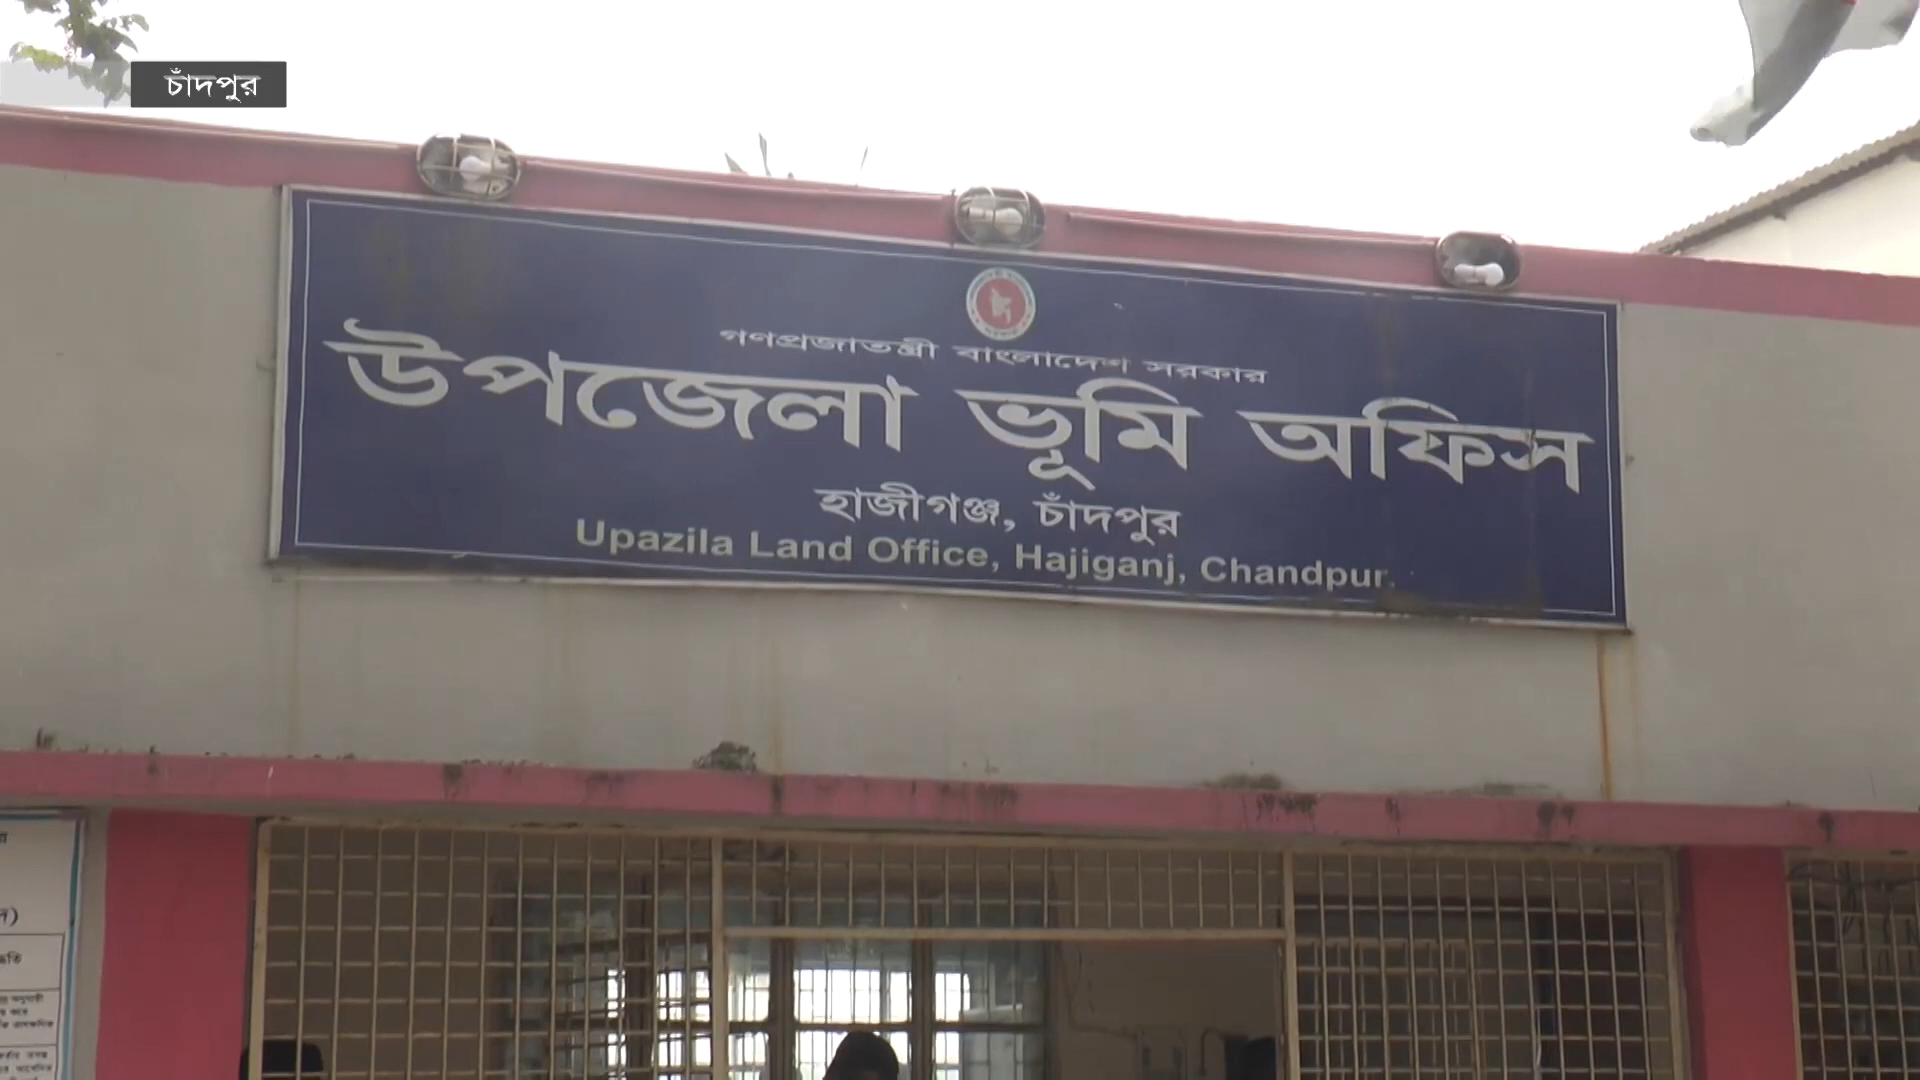 চাঁদপুর
গণপ্রজাতন্ত্রী বাংলাদেশ সরকার
উপজেলা ভূমি অফিস
হাজীগঞ্জ, চাঁদপুর
Upazila Land Office, Hajiganj, Chandpur.